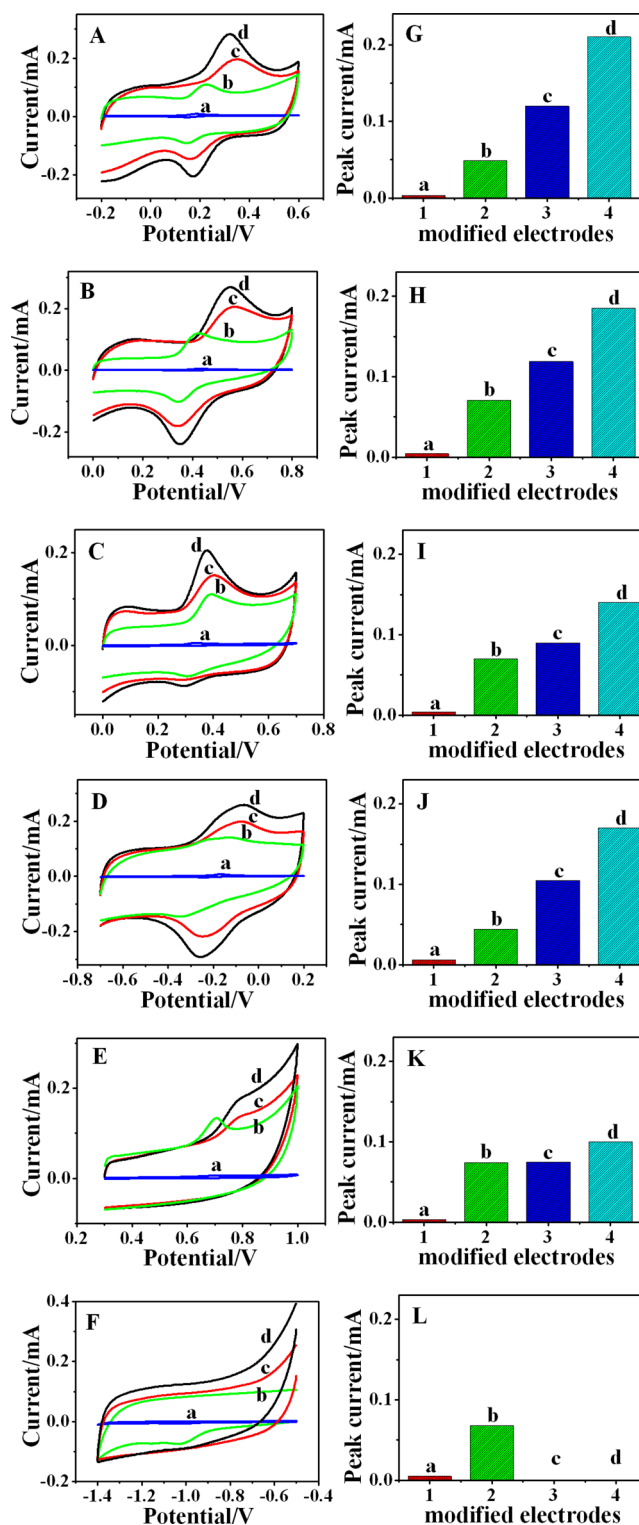 A
d
c
b
a
0.2
0.0
-0.2
Current/mA
-0.2 0.0 0.2 0.4 0.6
Potential/V
G
d
c
b
a
0.2
0.1
0.0
Peak current/mA
1 2 3 4
modified electrodes
B
d
c
b
a
0.2
0.0
-0.2
Current/mA
0.0 0.2 0.4 0.6 0.8
Potential/V
H
d
c
b
a
0.2
0.1
0.0
Peak current/mA
1 2 3 4
modified electrodes
C
d
c
b
a
0.2
0.0
Current/mA
0.0 0.2 0.4 0.6 0.8
Potential/V
I
d
c
b
a
0.2
0.1
0.0
Peak current/mA
1 2 3 4
modified electrodes
D
d
c
b
a
0.2
0.0
-0.2
Current/mA
-0.8 -0.6 -0.4 -0.2 0.0 0.2
Potential/V
J
d
c
b
a
0.2
0.1
0.0
Peak current/mA
1 2 3 4
modified electrodes
E
d
c
b
a
0.2
0.0
Current/mA
0.2 0.4 0.6 0.8 1.0
Potential/V
K
d
c
b
a
0.2
0.1
0.0
Peak current/mA
1 2 3 4
modified electrodes
F
d
c
b
a
0.4
0.2
0.0
-0.2
Current/mA
-1.4 -1.2 -1.0 -0.8 -0.6 -0.4
Potential/V
L
a
b
c
d
0.2
0.1
0.0
Peak current/mA
1 2 3 4
modified electrodes